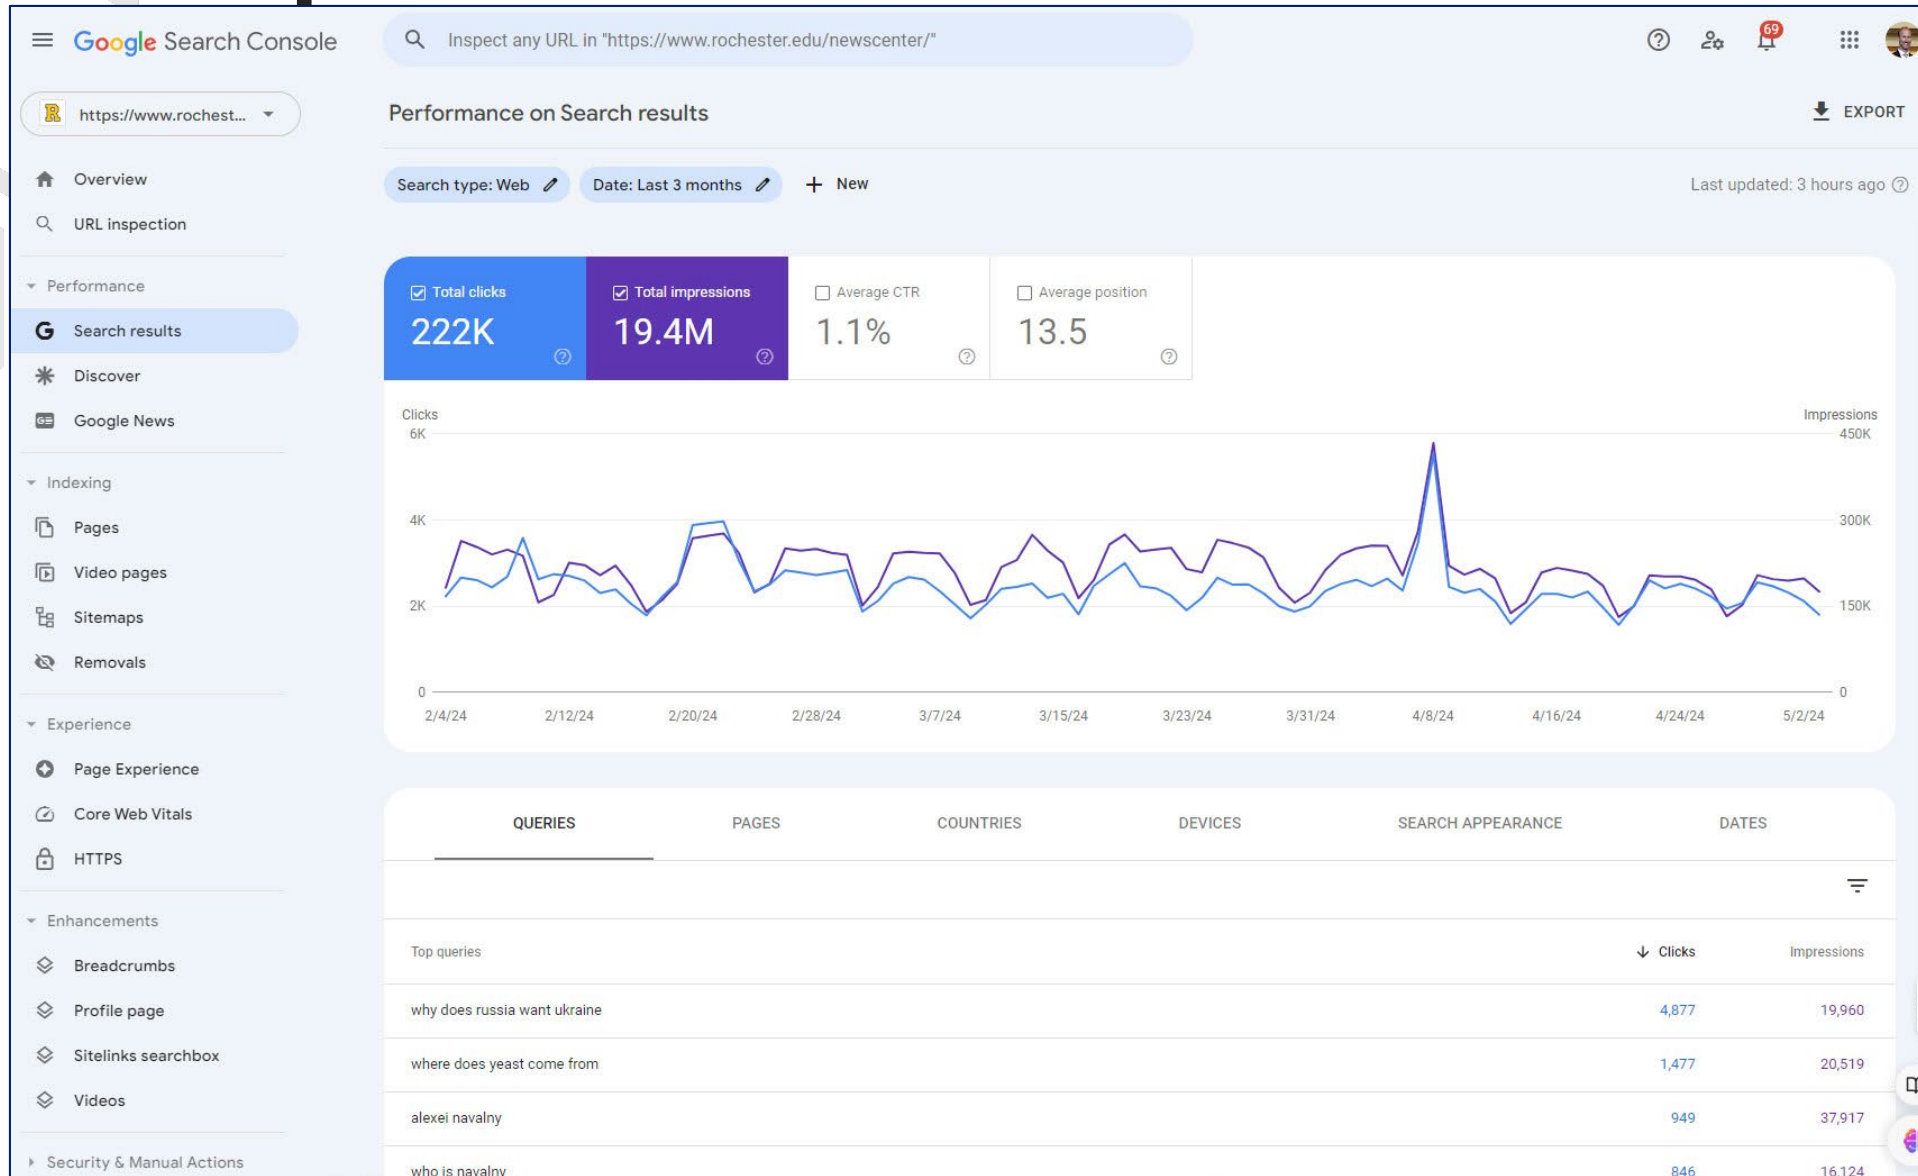 Google Search Console
Inspect any URL in "https://www.rochester.edu/newscenter/"
69
R https://www.rochest...
Performance on Search results
EXPORT
Overview
URL inspection
Search type: Web
Date: Last 3 months
+ New
Last updated: 3 hours ago
Performance
Search results
Discover
Google News
Indexing
Pages
Video pages
Sitemaps
Removals
Experience
Page Experience
Core Web Vitals
HTTPS
Enhancements
Breadcrumbs
Profile page
Sitelinks searchbox
Videos
Security & Manual Actions
Total clicks
222K
Total impressions
19.4M
Average CTR
1.1%
Average position
13.5
Clicks
Impressions
6K
450K
4K
300K
2K
150K
0
0
2/4/24 2/12/24 2/20/24 2/28/24 3/7/24 3/15/24 3/23/24 3/31/24 4/8/24 4/16/24 4/24/24 5/2/24
QUERIES PAGES COUNTRIES DEVICES SEARCH APPEARANCE DATES
Top queries Clicks Impressions
why does russia want ukraine 4,877 19,960
where does yeast come from 1,477 20,519
alexei navalny 949 37,917
who is navalny 846 16,124